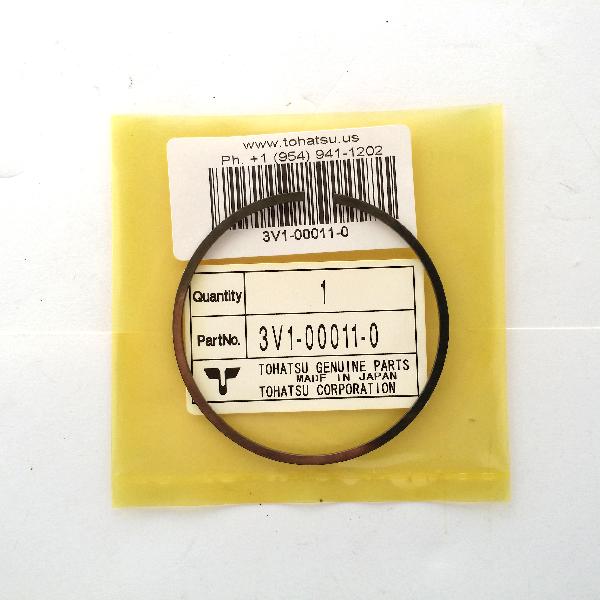 www.tohatsu.us
Ph. +1 (954) 941-1202
3V1-00011-0
Quantity 1
PartNo. 3V1-00011-0
TOHATSU GENUINE PARTS
MADE IN JAPAN
TOHATSU CORPORATION